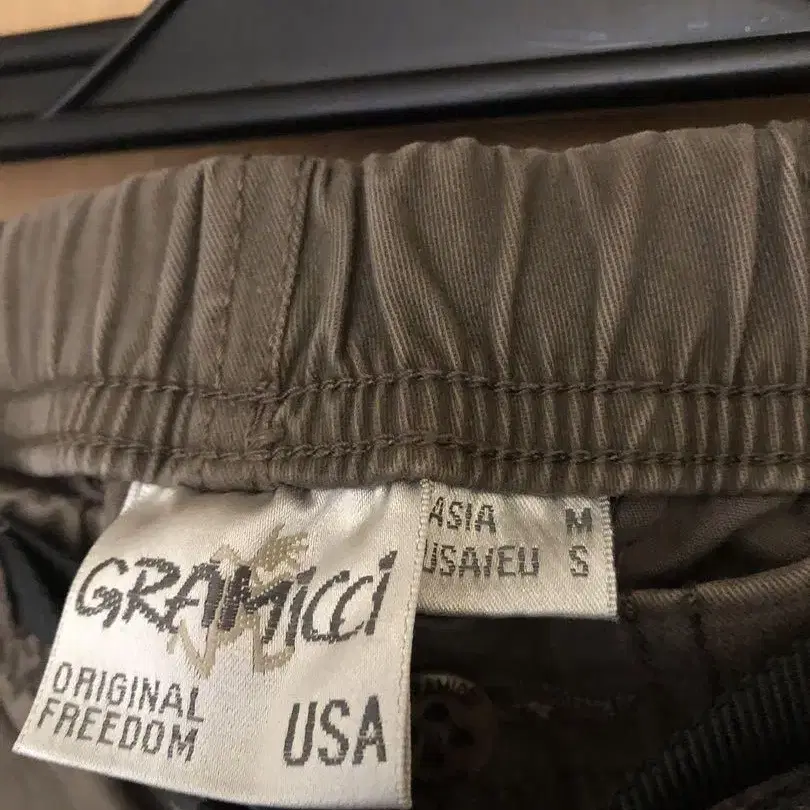 GRAMICCI
ORIGINAL
FREEDOM
USA
ASIA M
USA/EU S